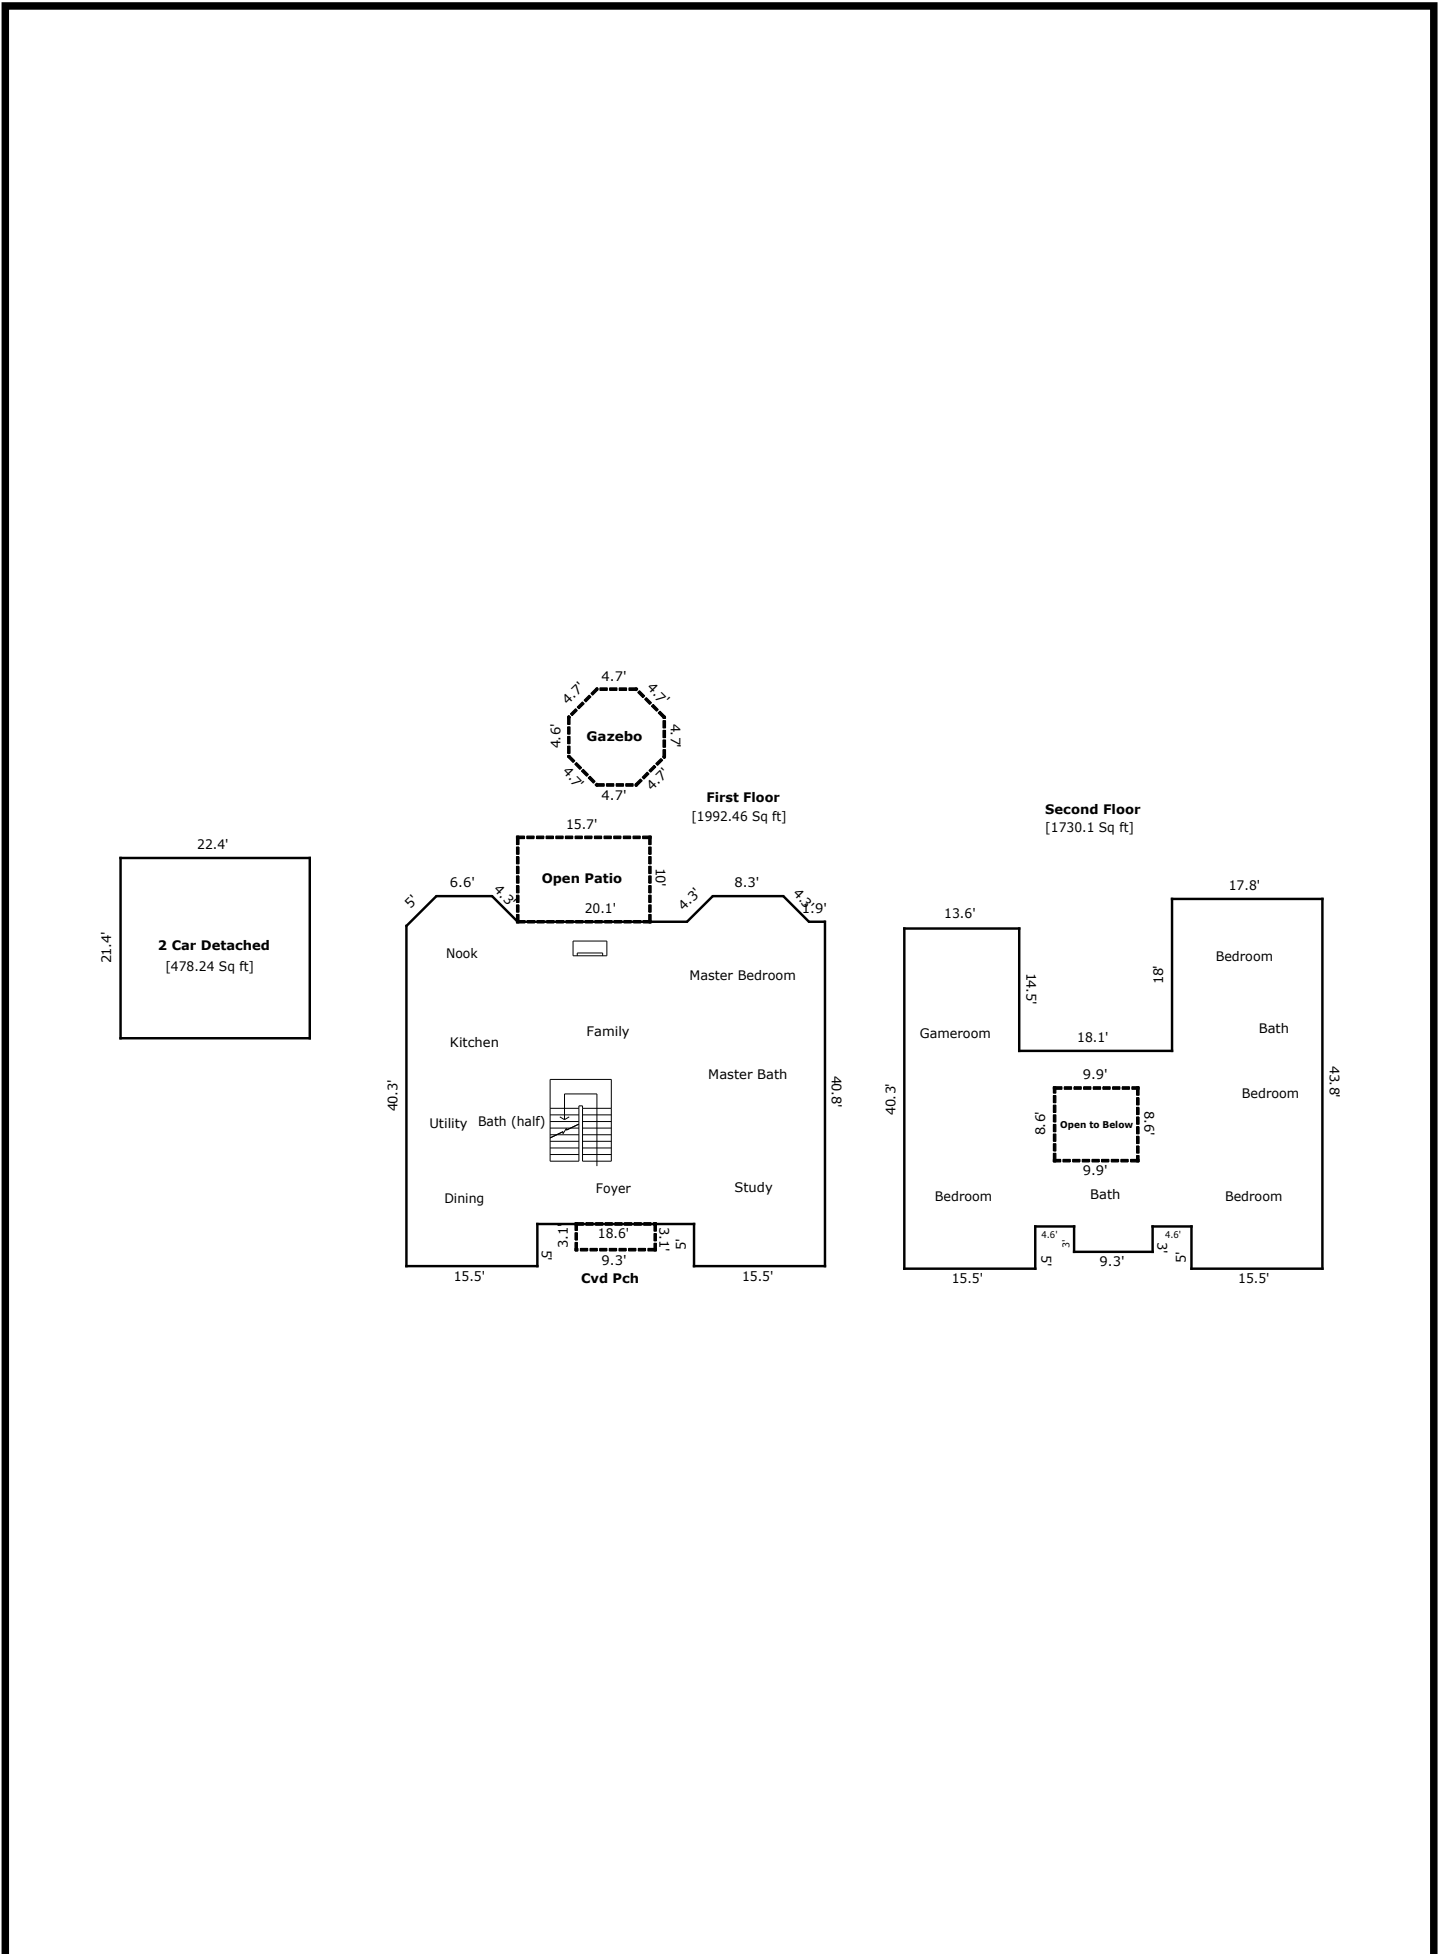 4.7'
4.7'
4.7'
4.6'
Gazebo
4.7'
4.7'
4.7'
4.7'
First Floor
[1992.46 Sq ft]
Second Floor
[1730.1 Sq ft]
22.4'
21.4'
2 Car Detached
[478.24 Sq ft]
15.7'
Open Patio
10'
5'
6.6'
4.3'
20.1'
4.3'
8.3'
4.3'
1.9'
Nook
Master Bedroom
Family
Kitchen
Master Bath
40.3'
40.8'
Utility
Bath (half)
Dining
Foyer
Study
5'
3.1'
18.6'
3.1'
5'
9.3'
15.5'
Cvd Pch
15.5'
17.8'
13.6'
Bedroom
14.5'
18'
Gameroom
Bath
18.1'
9.9'
40.3'
Bedroom
43.8'
8.6'
Open to Below
8.6'
9.9'
Bedroom
Bath
Bedroom
4.6'
3'
4.6'
3'
5'
9.3'
5'
15.5'
15.5'